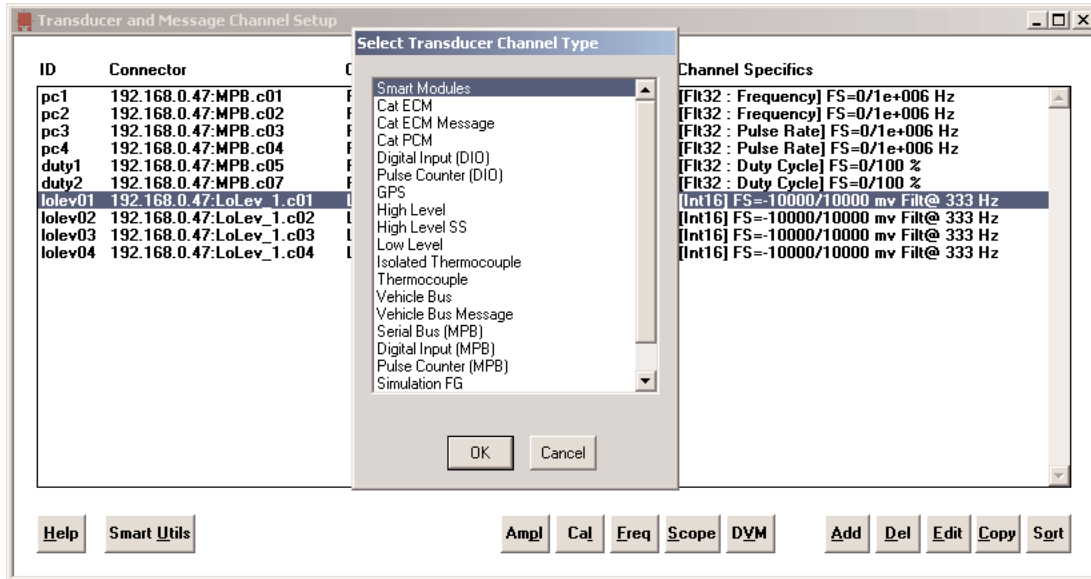 Transducer and Message Channel Setup
Select Transducer Channel Type
ID Connector Channel Specifics
pc1 192.168.0.47:MPB.c01 [Flt32 : Frequency] FS=0/1e+006 Hz
pc2 192.168.0.47:MPB.c02 [Flt32 : Frequency] FS=0/1e+006 Hz
pc3 192.168.0.47:MPB.c03 [Flt32 : Pulse Rate] FS=0/1e+006 Hz
pc4 192.168.0.47:MPB.c04 [Flt32 : Pulse Rate] FS=0/1e+006 Hz
duty1 192.168.0.47:MPB.c05 [Flt32 : Duty Cycle] FS=0/100 %
duty2 192.168.0.47:MPB.c07 [Flt32 : Duty Cycle] FS=0/100 %
lolev01 192.168.0.47:LoLev_1.c01 [Int16] FS=-10000/10000 mv Filt@ 333 Hz
lolev02 192.168.0.47:LoLev_1.c02 [Int16] FS=-10000/10000 mv Filt@ 333 Hz
lolev03 192.168.0.47:LoLev_1.c03 [Int16] FS=-10000/10000 mv Filt@ 333 Hz
lolev04 192.168.0.47:LoLev_1.c04 [Int16] FS=-10000/10000 mv Filt@ 333 Hz
Smart Modules
Cat ECM
Cat ECM Message
Cat PCM
Digital Input (DIO)
Pulse Counter (DIO)
GPS
High Level
High Level SS
Low Level
Isolated Thermocouple
Thermocouple
Vehicle Bus
Vehicle Bus Message
Serial Bus (MPB)
Digital Input (MPB)
Pulse Counter (MPB)
Simulation FG
OK Cancel
Help Smart Utils Ampl Cal Freq Scope DVM Add Del Edit Copy Sort